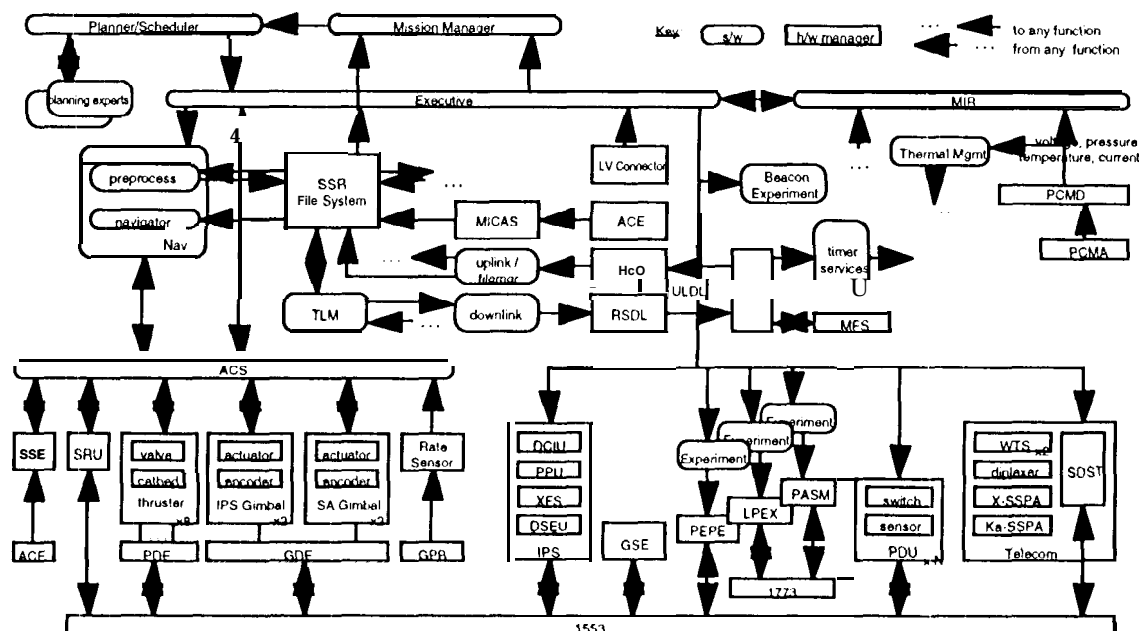 Planner/Scheduler
Mission Manager
Key
s/w
h/w manager
...
to any function
...
from any function
planning experts
Executive
MIR
4
preprocess
navigator
Nav
SSR
File System
...
LV Connector
Beacon
Experiment
...
Thermal Mgmt
voltage, pressure
temperature, current
...
PCMD
PCMA
MICAS
ACE
...
uplink /
HcO
ULDL
timer
services
U
TLM
...
downlink
RSDL
MES
ACS
SSE
SRU
valve
catbed
thruster
x8
actuator
encoder
IPS Gimbal
x2
actuator
encoder
SA Gimbal
x2
Rate
Sensor
ACE
PDE
GDE
GPB
DCIU
PPU
XFS
DSEU
IPS
GSE
Experiment
Experiment
Experiment
PEPE
LPEX
PASM
1773
switch
sensor
PDU
x N
WTS
x2
diplexer
X-SSPA
Ka-SSPA
SDST
Telecom
1553